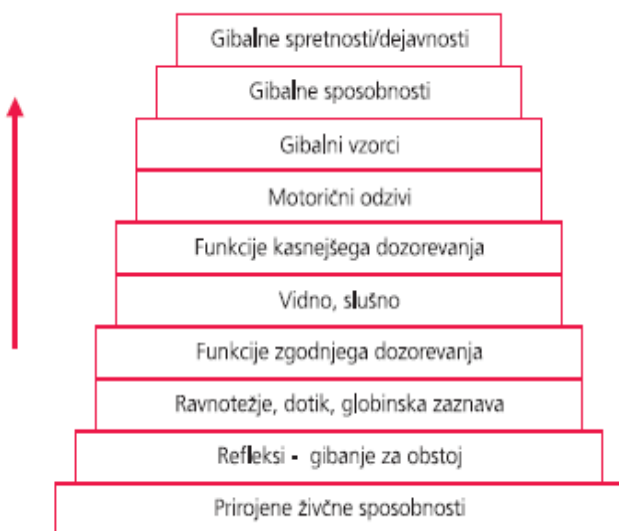 Gibalne spretnosti/dejavnosti
Gibalne sposobnosti
Gibalni vzorci
Motorični odzivi
Funkcije kasnejšega dozorevanja
Vidno, slušno
Funkcije zgodnjega dozorevanja
Ravnotežje, dotik, globinska zaznava
Refleksi - gibanje za obstoj
Prirojene živčne sposobnosti